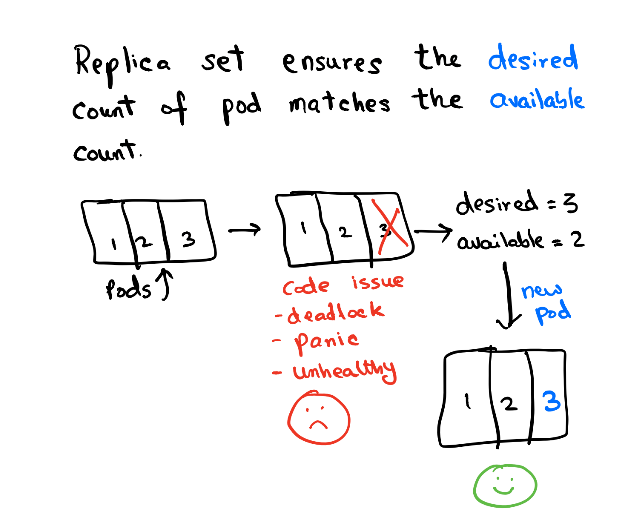 Replica set ensures the desired
count of pod matches the available
count.
1 2 3
Pods
1 2 3
code issue
- deadlock
- panic
- unhealthy
desired = 3
available = 2
new
pod
1 2 3